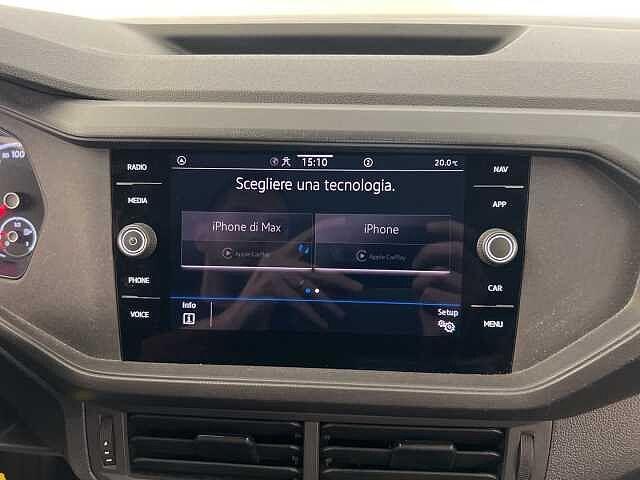 RADIO
MEDIA
PHONE
VOICE
15:10
20.0°C
Scegliere una tecnologia.
iPhone di Max
iPhone
Apple CarPlay
Apple CarPlay
Info
Setup
NAV
APP
CAR
MENU
100